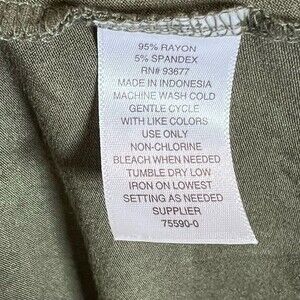 95% RAYON
5% SPANDEX
RN# 93677
MADE IN INDONESIA
MACHINE WASH COLD
GENTLE CYCLE
WITH LIKE COLORS
USE ONLY
NON-CHLORINE
BLEACH WHEN NEEDED
TUMBLE DRY LOW
IRON ON LOWEST
SETTING AS NEEDED
SUPPLIER
75590-0